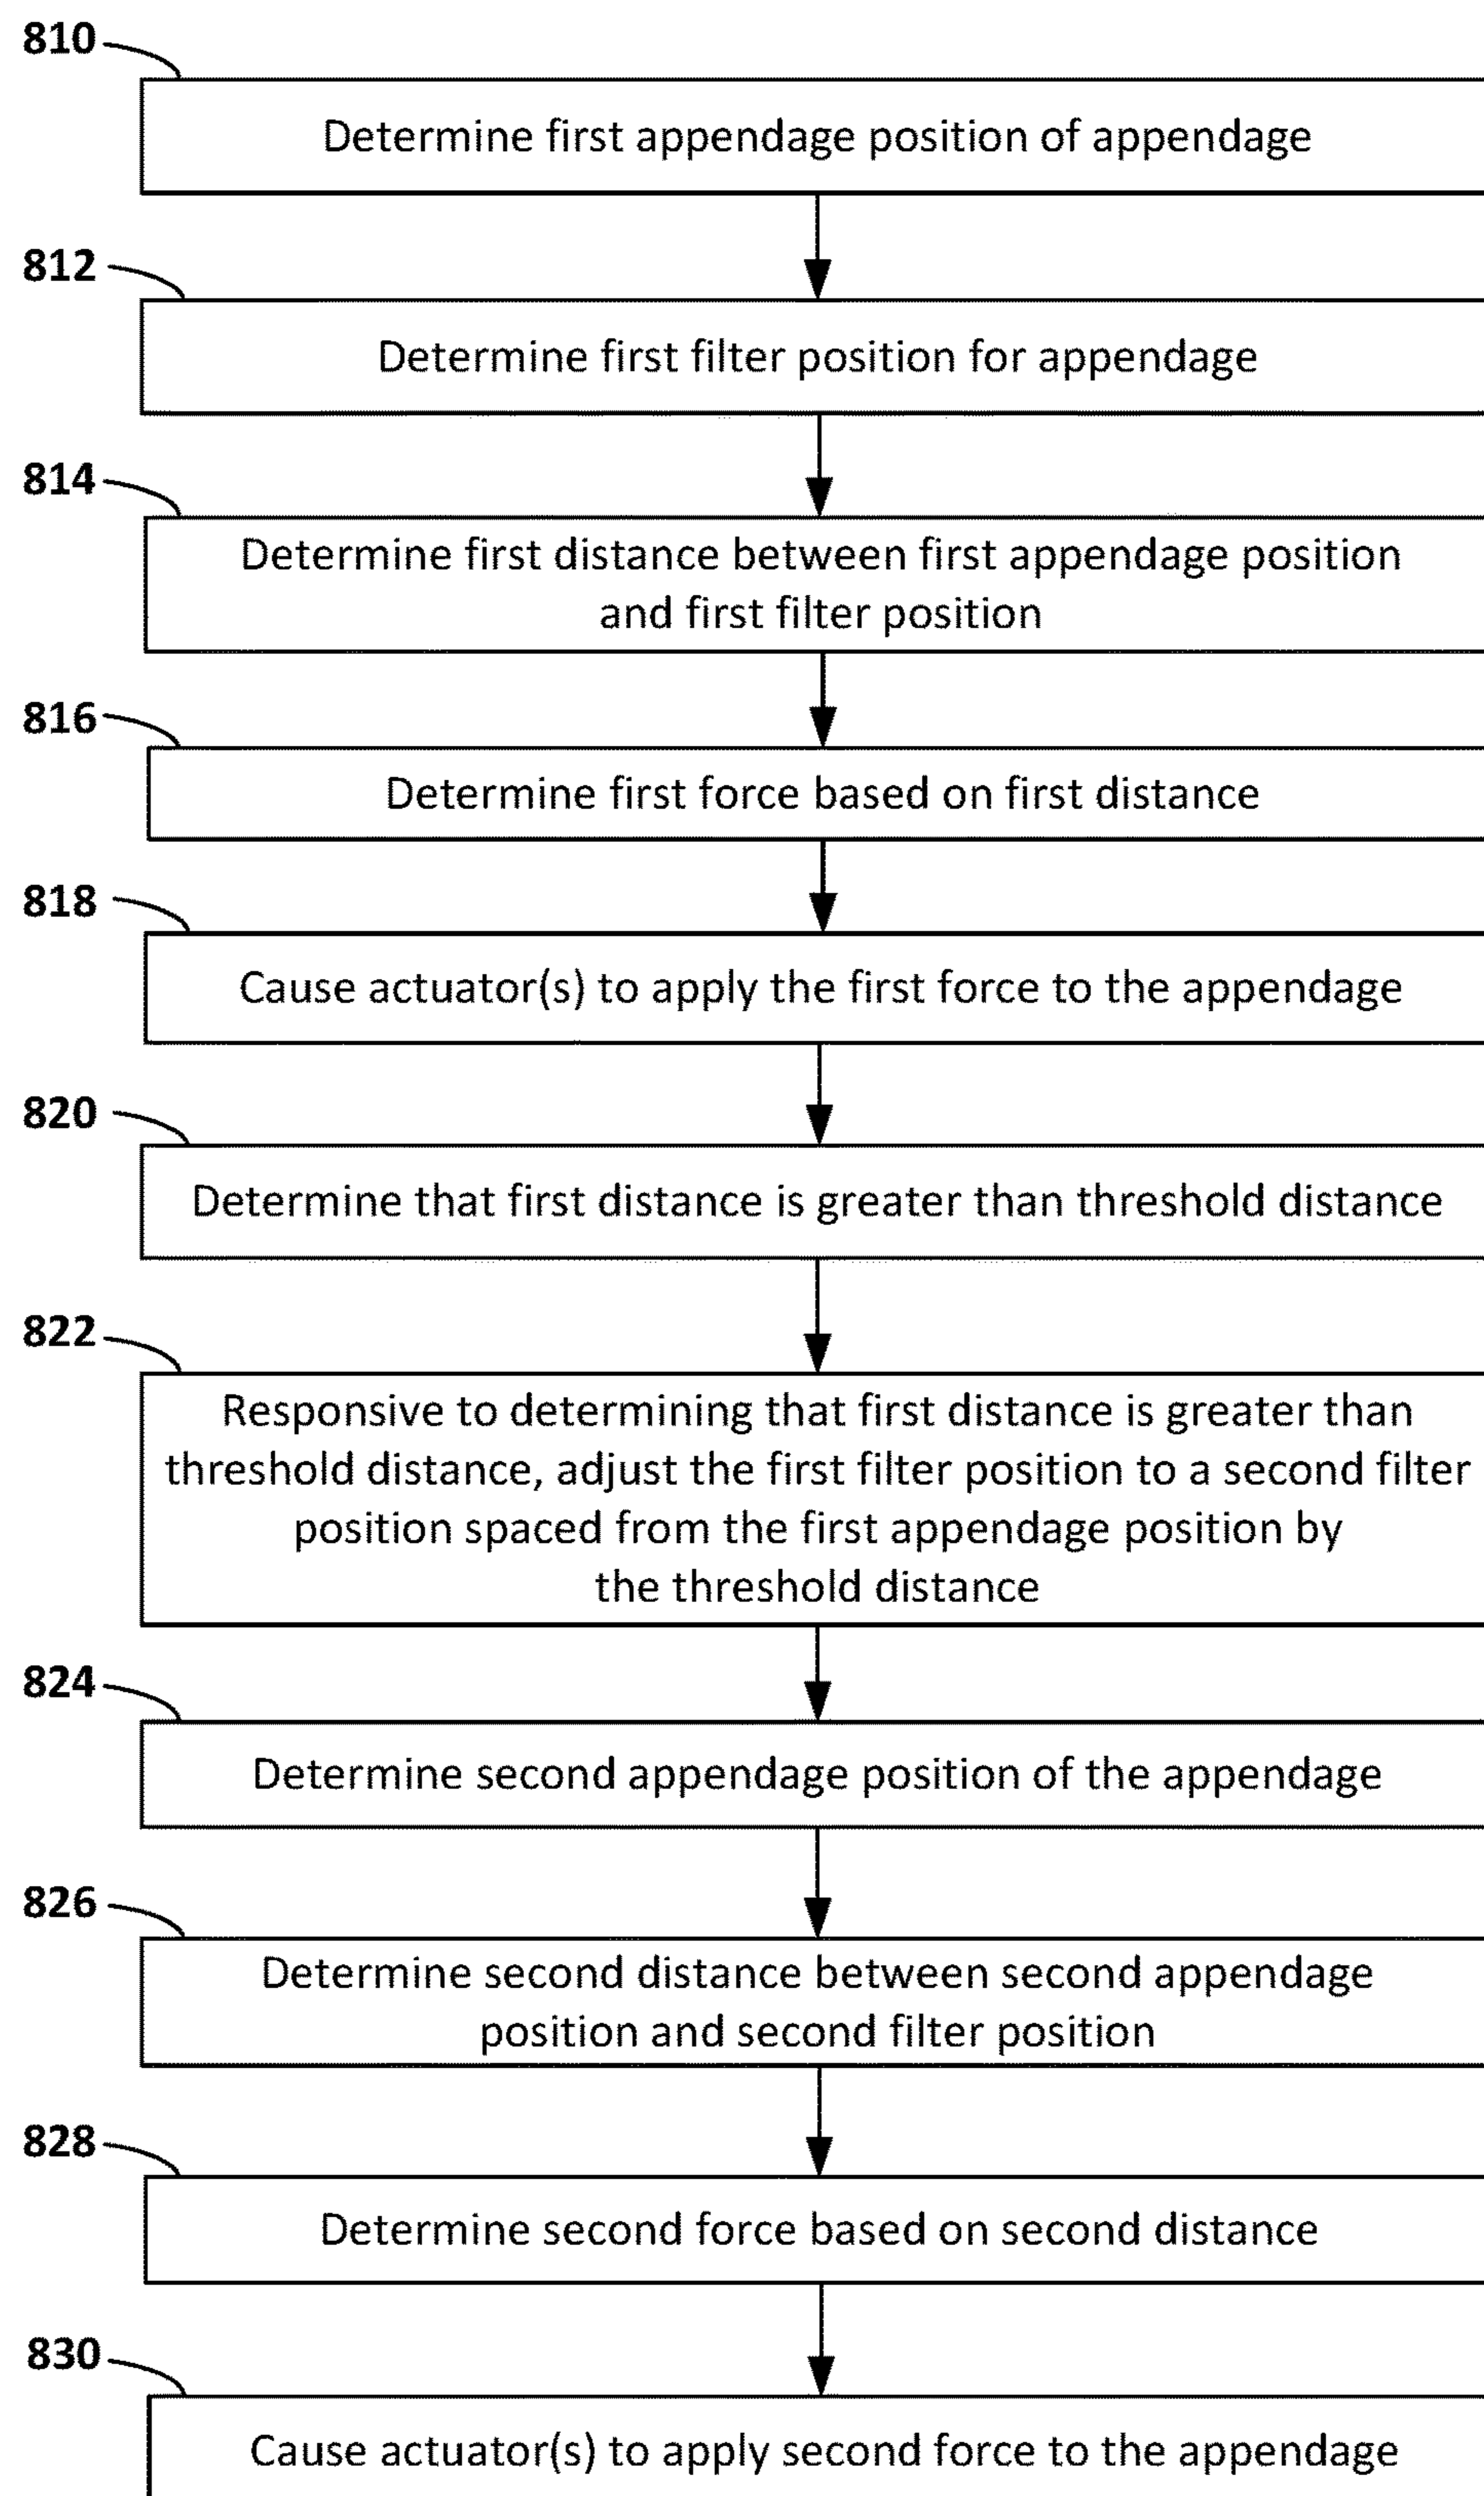 810
Determine first appendage position of appendage
812
Determine first filter position for appendage
814
Determine first distance between first appendage position
and first filter position
816
Determine first force based on first distance
818
Cause actuator(s) to apply the first force to the appendage
820
Determine that first distance is greater than threshold distance
822
Responsive to determining that first distance is greater than
threshold distance, adjust the first filter position to a second filter
position spaced from the first appendage position by
the threshold distance
824
Determine second appendage position of the appendage
826
Determine second distance between second appendage
position and second filter position
828
Determine second force based on second distance
830
Cause actuator(s) to apply second force to the appendage